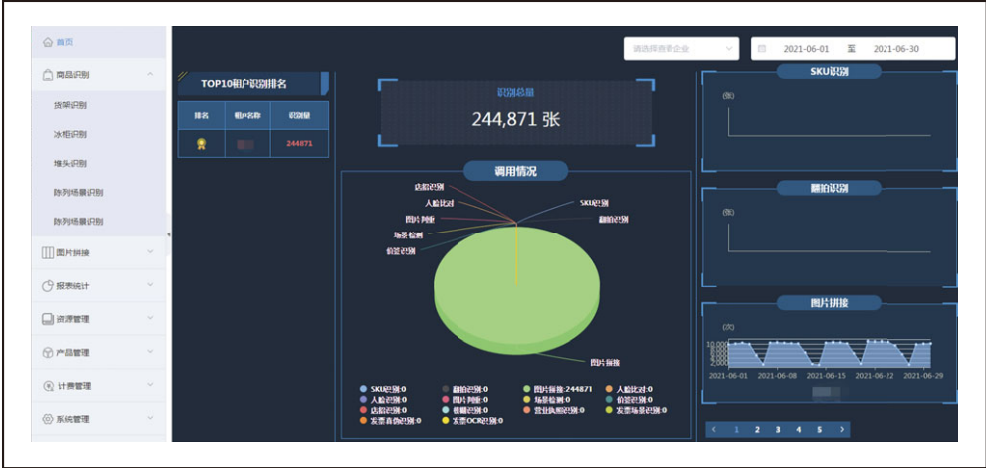 首页
商品识别
货架识别
冰柜识别
堆头识别
陈列场景识别
陈列场景识别
图片拼接
报表统计
资源管理
产品管理
计费管理
系统管理
请选择商业企业
2021-06-01 至 2021-06-30
TOP10租户识别排名
排名 租户名称 识别量
244871
识别总量
244,871 张
调用情况
店招识别
人脸比对
图片判重
场景检测
价签识别
SKU识别
翻拍识别
图片拼接
SKU识别:0 翻拍识别:0 图片拼接:244871 人脸比对:0
人脸识别:0 图片判重:0 场景检测:0 价签识别:0
店招识别:0 营业执照识别:0 发票场景识别:0
发票真伪识别:0 发票OCR识别:0
SKU识别
(张)
翻拍识别
(张)
图片拼接
(次)
10,000
2021-06-01 2021-06-08 2021-06-15 2021-06-22 2021-06-29
1 2 3 4 5